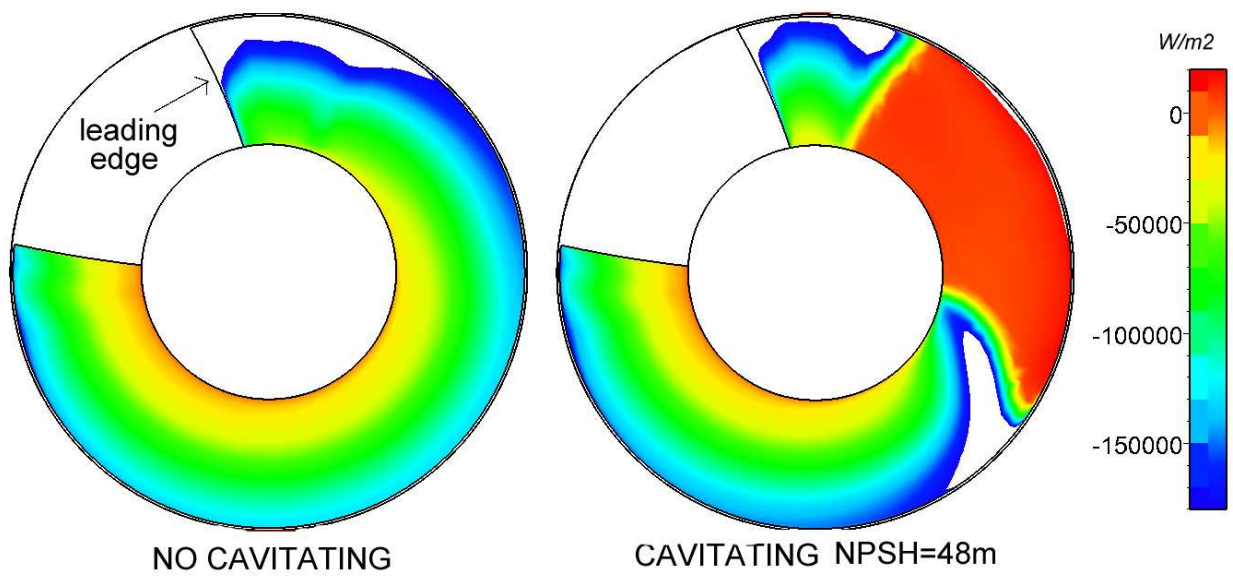 W/m2
leading
edge
0
-50000
-100000
-150000
NO CAVITATING
CAVITATING NPSH=48m